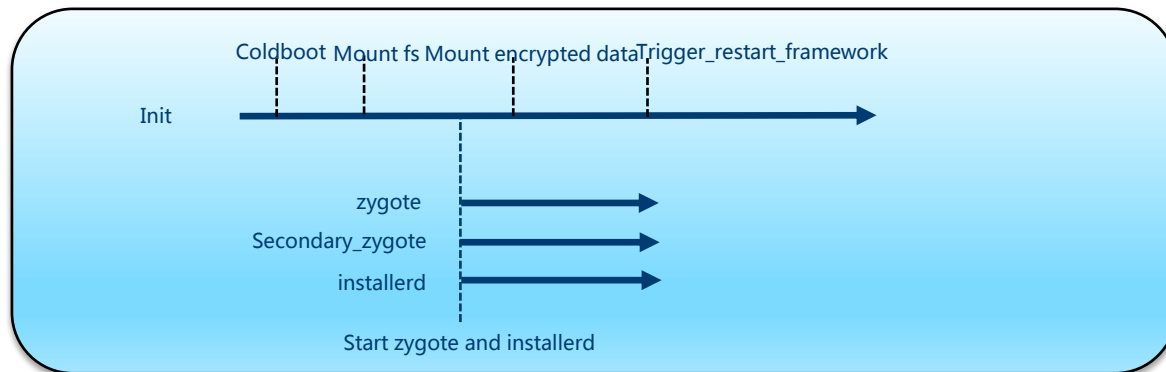 Coldboot Mount fs Mount encrypted data Trigger_restart_framework
Init
zygote
Secondary_zygote
installerd
Start zygote and installerd